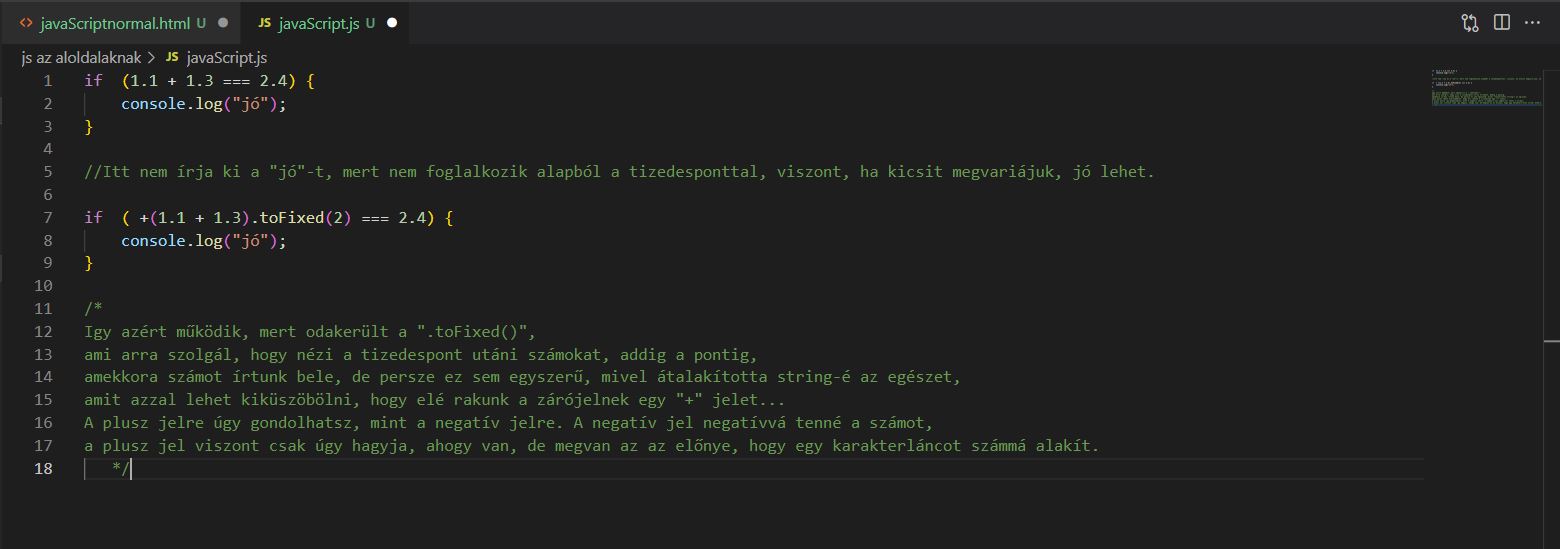 <> javaScriptnormal.html U ●
JS javaScript.js U ●
js az aloldalaknak > JS javaScript.js
1 if (1.1 + 1.3 === 2.4) {
2 console.log("jó");
3 }
4
5 //Itt nem írja ki a "jó"-t, mert nem foglalkozik alapból a tizedesponttal, viszont, ha kicsit megvariájuk, jó lehet.
6
7 if ( +(1.1 + 1.3).toFixed(2) === 2.4) {
8 console.log("jó");
9 }
10
11 /*
12 Igy azért működik, mert odakerült a ".toFixed()",
13 ami arra szolgál, hogy nézi a tizedespont utáni számokat, addig a pontig,
14 amekkora számot írtunk bele, de persze ez sem egyszerű, mivel átalakította string-é az egészet,
15 amit azzal lehet kiküszöbölni, hogy elé rakunk a zárójelnek egy "+" jelet...
16 A plusz jelre úgy gondolhatsz, mint a negatív jelre. A negatív jel negatívvá tenné a számot,
17 a plusz jel viszont csak úgy hagyja, ahogy van, de megvan az az előnye, hogy egy karakterláncot számmá alakít.
18 */